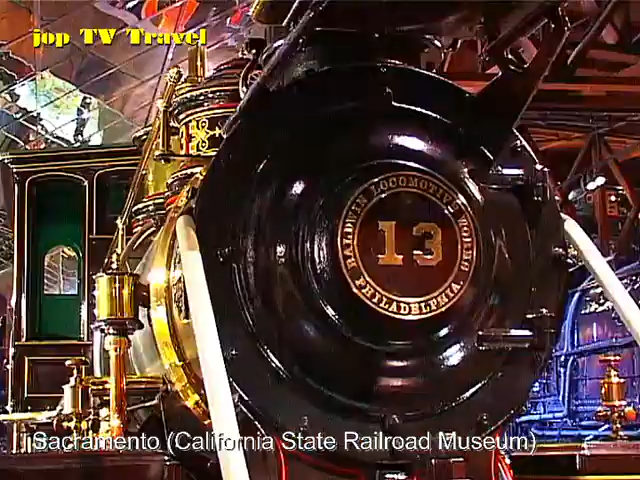 jop TV Travel
BALDWIN LOCOMOTIVE WORKS
13
PHILADELPHIA
Sacramento (California State Railroad Museum)